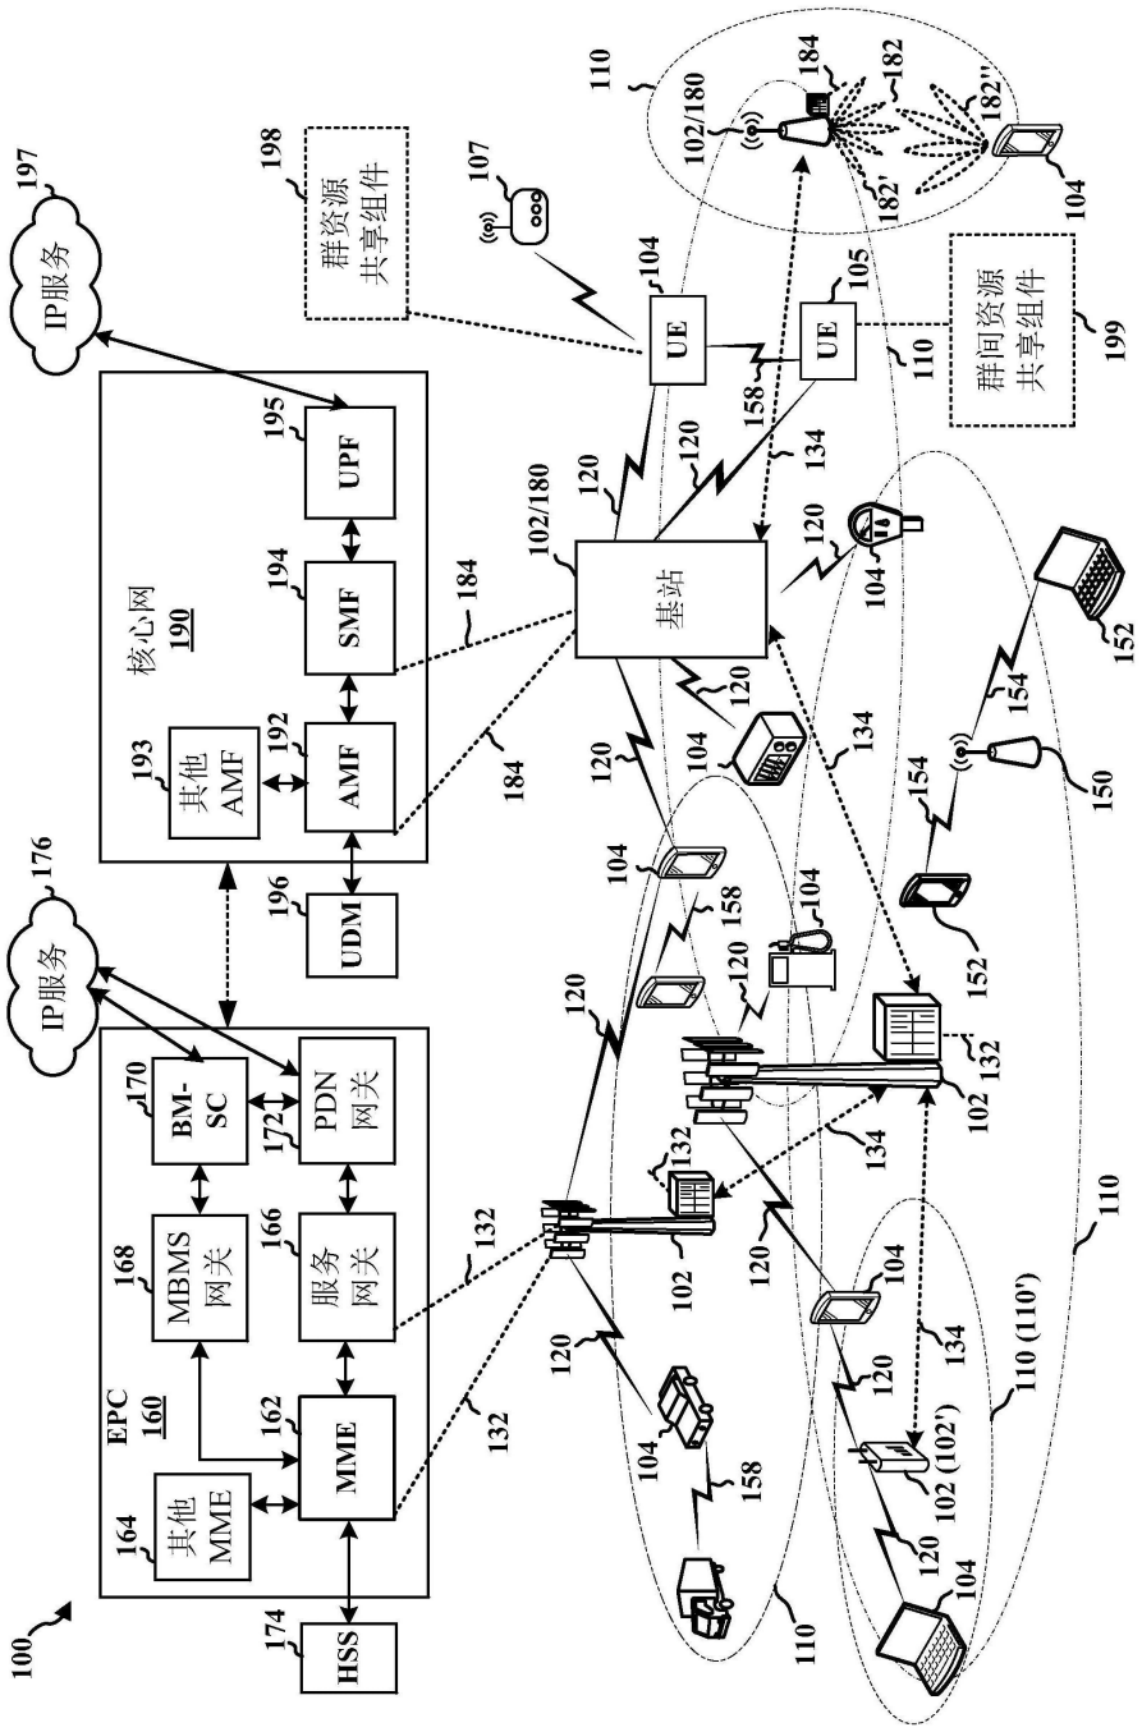 100
EPC
160
164
其他
MME
MME
162
174
HSS
168
MBMS
网关
166
服务
网关
170
BM-
SC
172
PDN
网关
176
IP服务
核心网
190
193
其他
AMF
192
AMF
196
UDM
194
SMF
195
UPF
197
IP服务
198
群资源
共享组件
107
132
132
184
184
102/180
基站
120
120
120
120
120
104
UE
105
UE
158
110
群间资源
共享组件
199
134
110
102/180
184
182
182'
182''
104
104
104
104
158
120
120
104
158
110
132
102
134
120
104
120
104
132
102
134
134
120
104
120
102 (102')
104
110 (110')
110
152
154
150
154
152